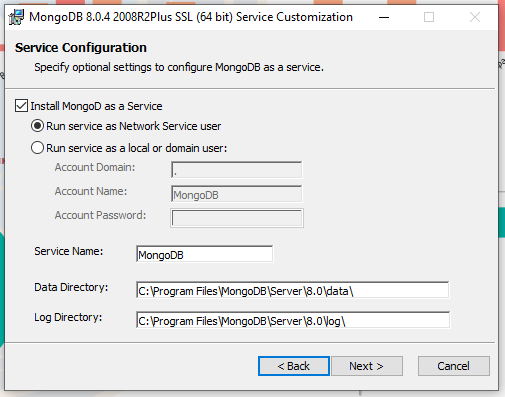 MongoDB 8.0.4 2008R2Plus SSL (64 bit) Service Customization
Service Configuration
Specify optional settings to configure MongoDB as a service.
Install MongoD as a Service
Run service as Network Service user
Run service as a local or domain user:
Account Domain: .
Account Name: MongoDB
Account Password:
Service Name: MongoDB
Data Directory: C:\Program Files\MongoDB\Server\8.0\data\
Log Directory: C:\Program Files\MongoDB\Server\8.0\log\
< Back Next > Cancel